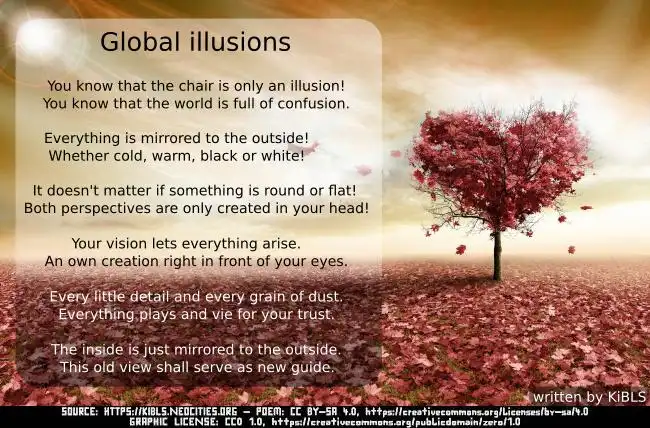 Global illusions
You know that the chair is only an illusion!
You know that the world is full of confusion.
Everything is mirrored to the outside!
Whether cold, warm, black or white!
It doesn't matter if something is round or flat!
Both perspectives are only created in your head!
Your vision lets everything arise.
An own creation right in front of your eyes.
Every little detail and every grain of dust.
Everything plays and vie for your trust.
The inside is just mirrored to the outside.
This old view shall serve as new guide.
written by KiBLS
SOURCE: HTTPS://KIBLS.NEOCITIES.ORG – POEM: CC BY–SA 4.0, https://creativecommons.org/licenses/by-sa/4.0
GRAPHIC LICENSE: CC0 1.0, https://creativecommons.org/publicdomain/zero/1.0